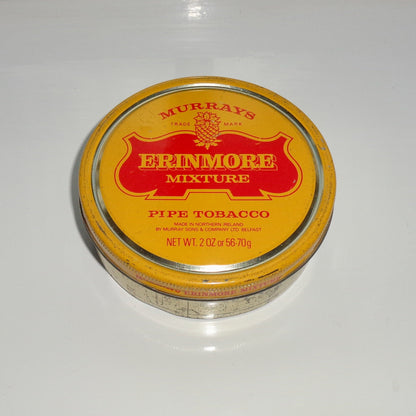 MURRAYS
TRADE MARK
ERINMORE
MIXTURE
PIPE TOBACCO
MADE IN NORTHERN IRELAND
BY MURRAY SONS & COMPANY LTD. BELFAST
NET WT. 2 OZ or 56·70g
ERINMORE